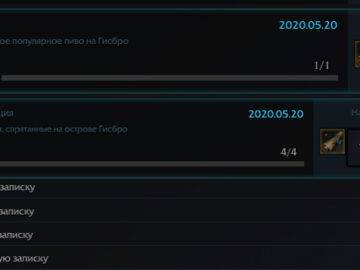 2020.05.20
ое популярное пиво на Гисбро
1/1
ция
2020.05.20
На
, спрятанные на острове Гисбро
4/4
записку
записку
записку
ую записку